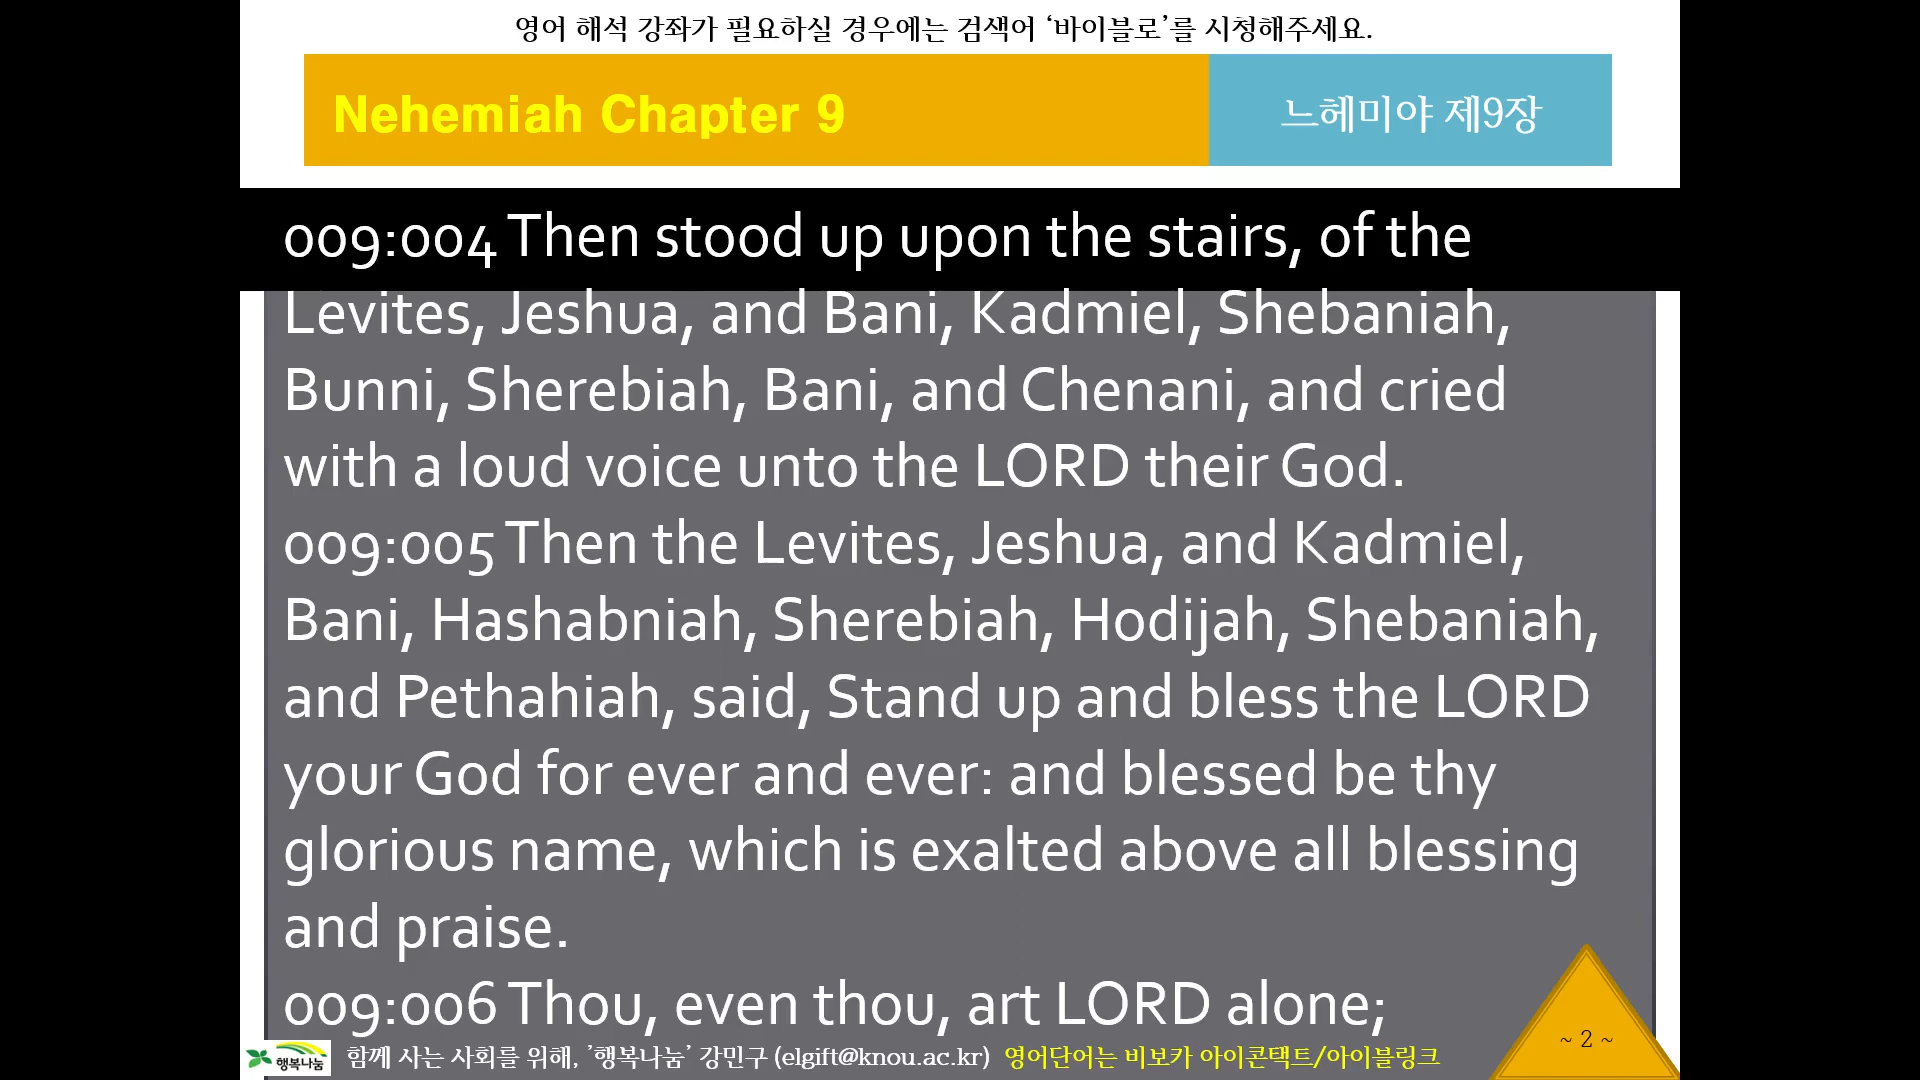 영어 해석 강좌가 필요하실 경우에는 검색어 ‘바이블로’를 시청해주세요.
Nehemiah Chapter 9
느헤미야 제9장
009:004 Then stood up upon the stairs, of the
Levites, Jeshua, and Bani, Kadmiel, Shebaniah,
Bunni, Sherebiah, Bani, and Chenani, and cried
with a loud voice unto the LORD their God.
009:005 Then the Levites, Jeshua, and Kadmiel,
Bani, Hashabniah, Sherebiah, Hodijah, Shebaniah,
and Pethahiah, said, Stand up and bless the LORD
your God for ever and ever: and blessed be thy
glorious name, which is exalted above all blessing
and praise.
009:006 Thou, even thou, art LORD alone;
~ 2 ~
행복나눔
함께 사는 사회를 위해, ’행복나눔’ 강민구 (elgift@knou.ac.kr) 영어단어는 비보카 아이콘택트/아이블링크